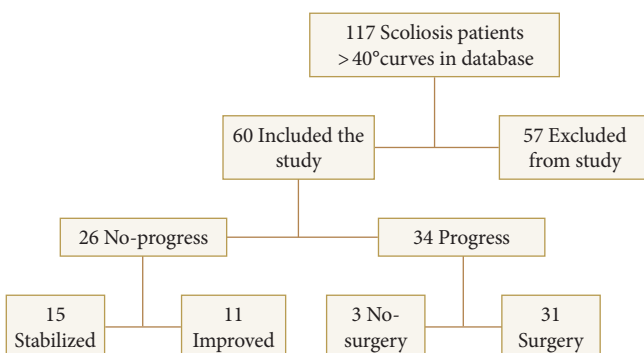 117 Scoliosis patients
>40°curves in database
60 Included the
study
57 Excluded
from study
26 No-progress
34 Progress
15
Stabilized
11
Improved
3 No-
surgery
31
Surgery